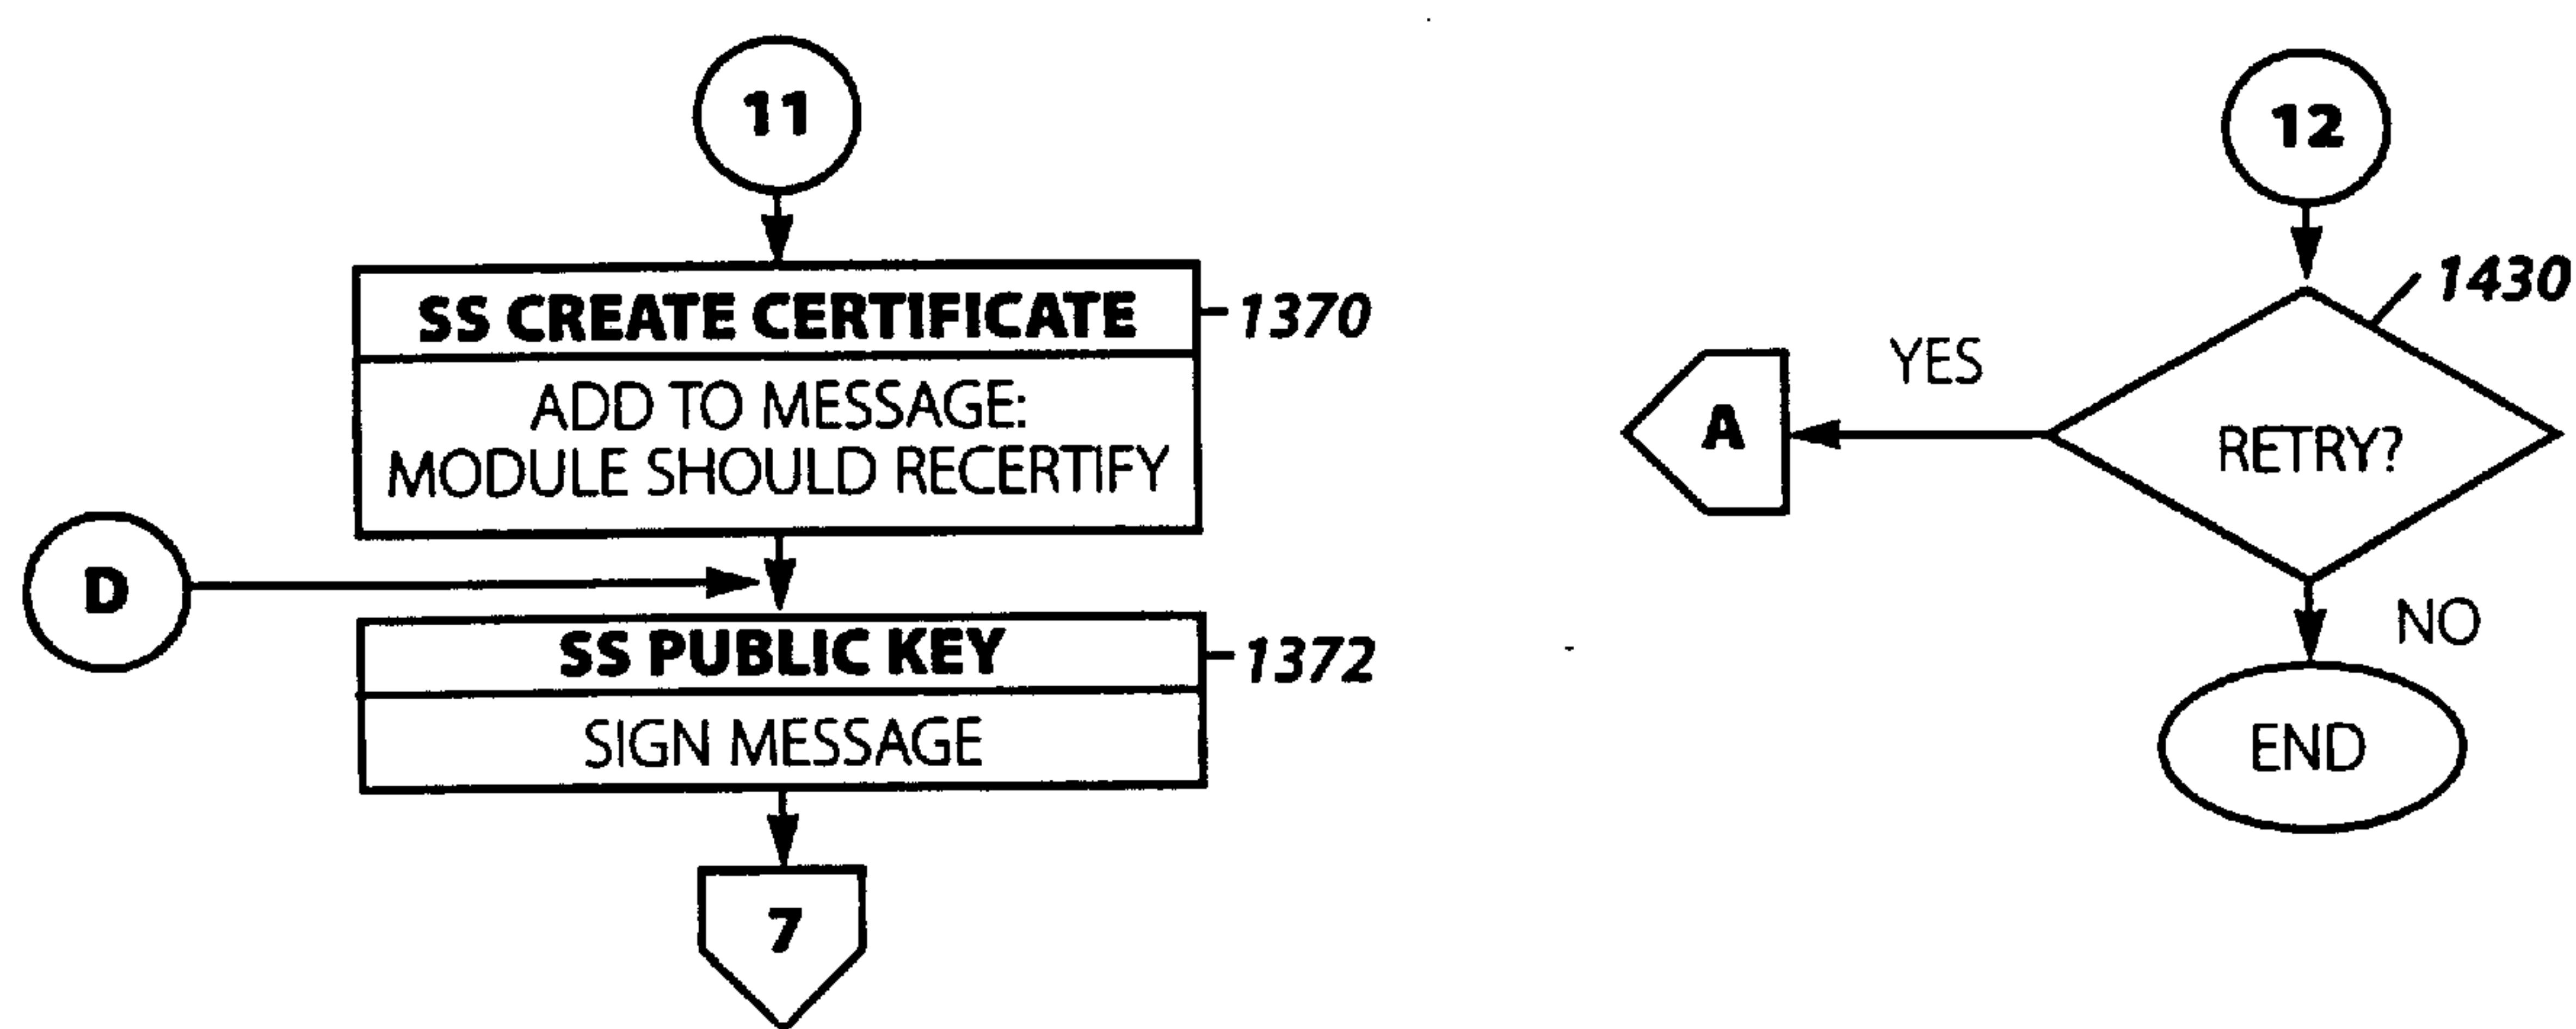 11
SS CREATE CERTIFICATE
1370
ADD TO MESSAGE:
MODULE SHOULD RECERTIFY
D
SS PUBLIC KEY
1372
SIGN MESSAGE
7
12
1430
YES
A
RETRY?
NO
END